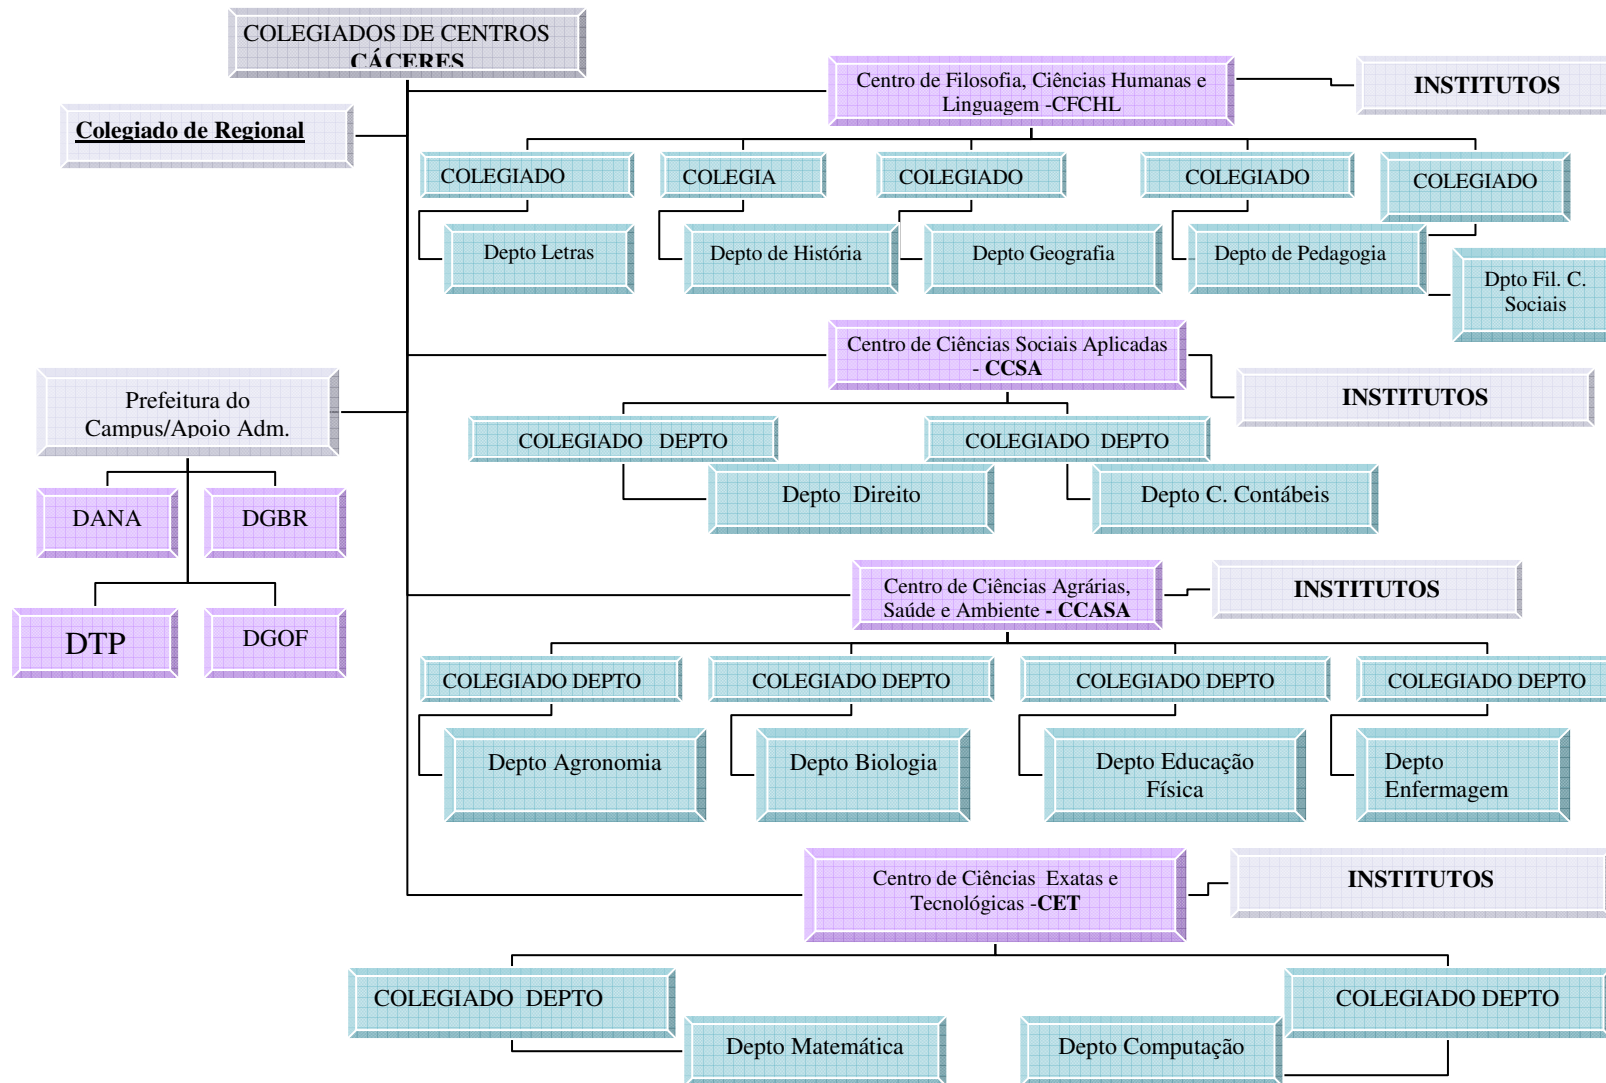 COLEGIADOS DE CENTROS
CÁCERES
Centro de Filosofia, Ciências Humanas e
Linguagem -CFCHL
INSTITUTOS
Colegiado de Regional
COLEGIADO
COLEGIA
COLEGIADO
COLEGIADO
COLEGIADO
Depto Letras
Depto de História
Depto Geografia
Depto de Pedagogia
Dpto Fil. C.
Sociais
Centro de Ciências Sociais Aplicadas
- CCSA
INSTITUTOS
Prefeitura do
Campus/Apoio Adm.
COLEGIADO DEPTO
COLEGIADO DEPTO
Depto Direito
Depto C. Contábeis
DANA
DGBR
DTP
DGOF
Centro de Ciências Agrárias,
Saúde e Ambiente - CCASA
INSTITUTOS
COLEGIADO DEPTO
COLEGIADO DEPTO
COLEGIADO DEPTO
COLEGIADO DEPTO
Depto Agronomia
Depto Biologia
Depto Educação
Física
Depto
Enfermagem
Centro de Ciências Exatas e
Tecnológicas -CET
INSTITUTOS
COLEGIADO DEPTO
COLEGIADO DEPTO
Depto Matemática
Depto Computação